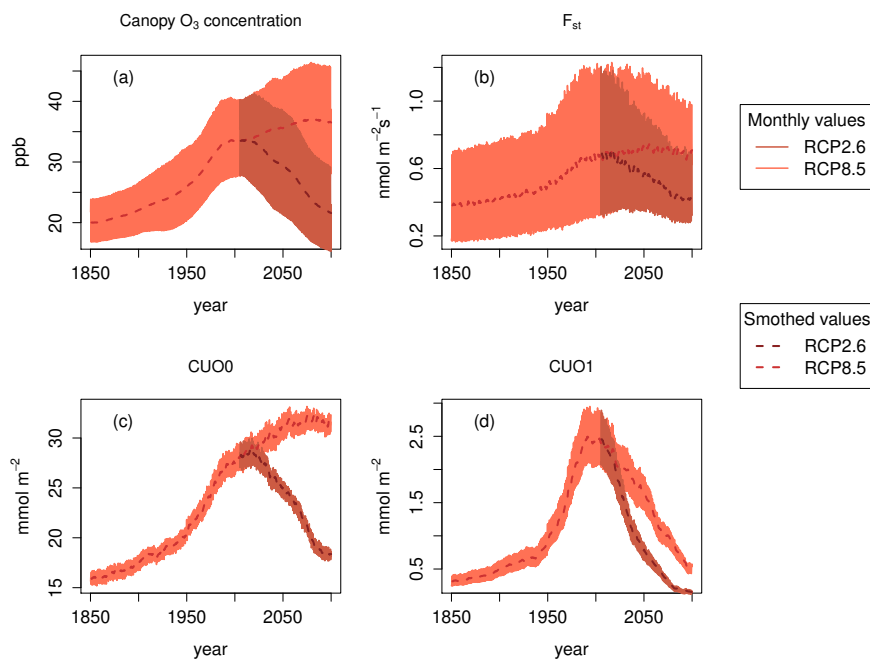 Canopy O₃ concentration
(a)
ppb
20
30
40
1850
1950
2050
year
F_st
(b)
nmol m⁻²s⁻¹
0.2
0.6
1.0
1850
1950
2050
year
Monthly values
RCP2.6
RCP8.5
Smothed values
RCP2.6
RCP8.5
CUO0
(c)
mmol m⁻²
15
20
25
30
1850
1950
2050
year
CUO1
(d)
mmol m⁻²
0.5
1.5
2.5
1850
1950
2050
year